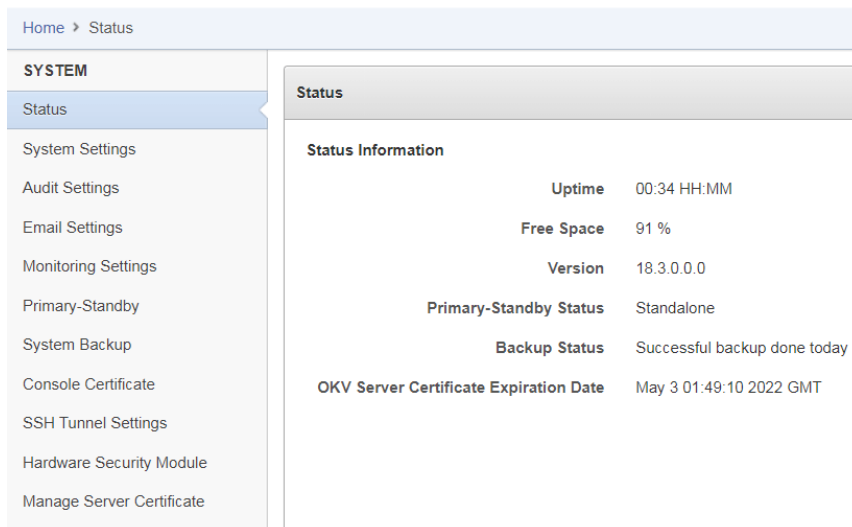 Home > Status
SYSTEM
Status
System Settings
Audit Settings
Email Settings
Monitoring Settings
Primary-Standby
System Backup
Console Certificate
SSH Tunnel Settings
Hardware Security Module
Manage Server Certificate
Status
Status Information
Uptime 00:34 HH:MM
Free Space 91 %
Version 18.3.0.0.0
Primary-Standby Status Standalone
Backup Status Successful backup done today
OKV Server Certificate Expiration Date May 3 01:49:10 2022 GMT